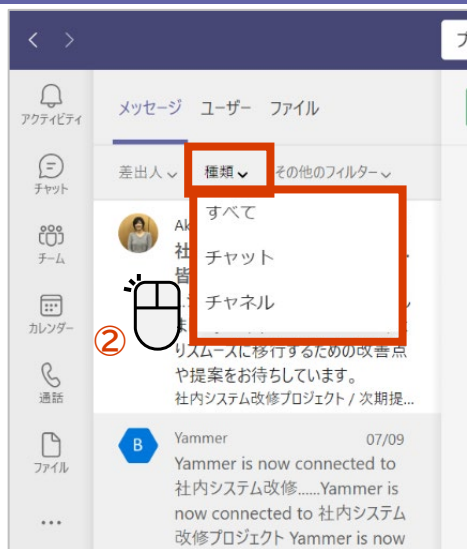 プ
アクティビティ
チャット
チーム
カレンダー
通話
ファイル
メッセージ ユーザー ファイル
差出人 種類 その他のフィルター
すべて
チャット
チャネル
②
Ak
社
皆
ま
りスムーズに移行するための改善点
や提案をお待ちしています。
社内システム改修プロジェクト / 次期提...
B
Yammer 07/09
Yammer is now connected to
社内システム改修......Yammer is
now connected to 社内システム
改修プロジェクト Yammer is now